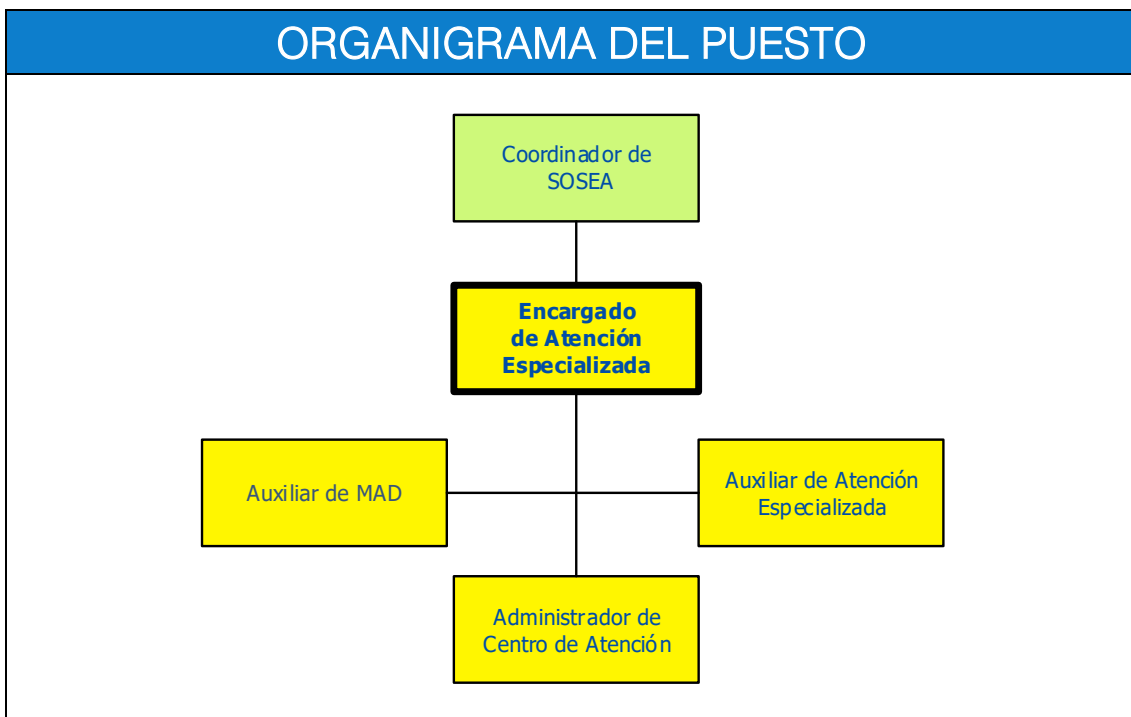 ORGANIGRAMA DEL PUESTO
Coordinador de
SOSEA
Encargado
de Atención
Especializada
Auxiliar de MAD
Auxiliar de Atención
Especializada
Administrador de
Centro de Atención